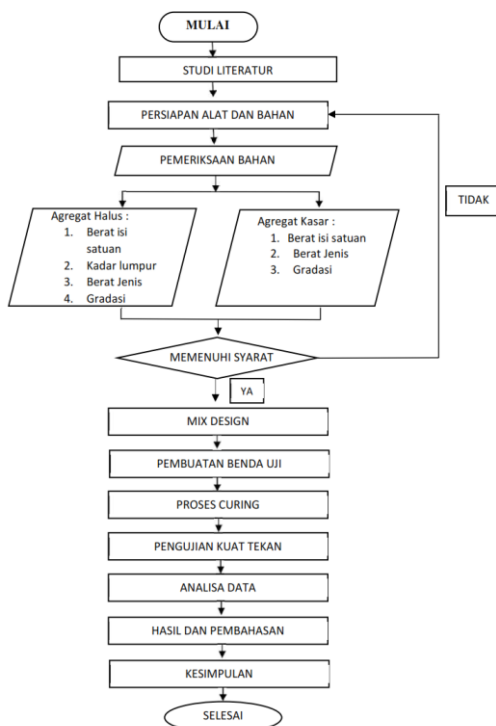 MULAI
STUDI LITERATUR
PERSIAPAN ALAT DAN BAHAN
PEMERIKSAAN BAHAN
TIDAK
Agregat Halus :
1. Berat isi
satuan
2. Kadar lumpur
3. Berat Jenis
4. Gradasi
Agregat Kasar :
1. Berat isi satuan
2. Berat Jenis
3. Gradasi
MEMENUHI SYARAT
YA
MIX DESIGN
PEMBUATAN BENDA UJI
PROSES CURING
PENGUJIAN KUAT TEKAN
ANALISA DATA
HASIL DAN PEMBAHASAN
KESIMPULAN
SELESAI